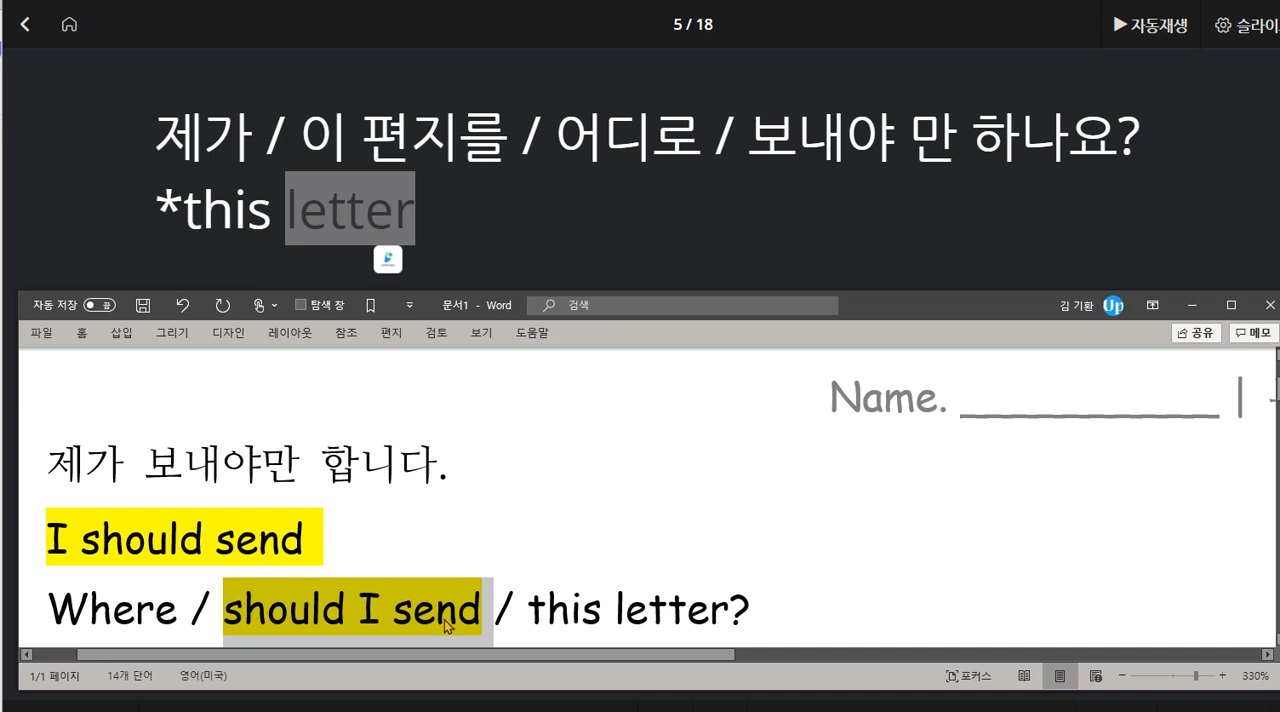 5 / 18
자동재생
슬라이
제가 / 이 편지를 / 어디로 / 보내야 만 하나요?
*this letter
자동 저장 끔 탐색 창 문서1 - Word 검색 김 기환 Up
파일 홈 삽입 그리기 디자인 레이아웃 참조 편지 검토 보기 도움말 공유 메모
Name. ____________ |
제가 보내야만 합니다.
I should send
Where / should I send / this letter?
1/1 페이지 14개 단어 영어(미국) 포커스 330%